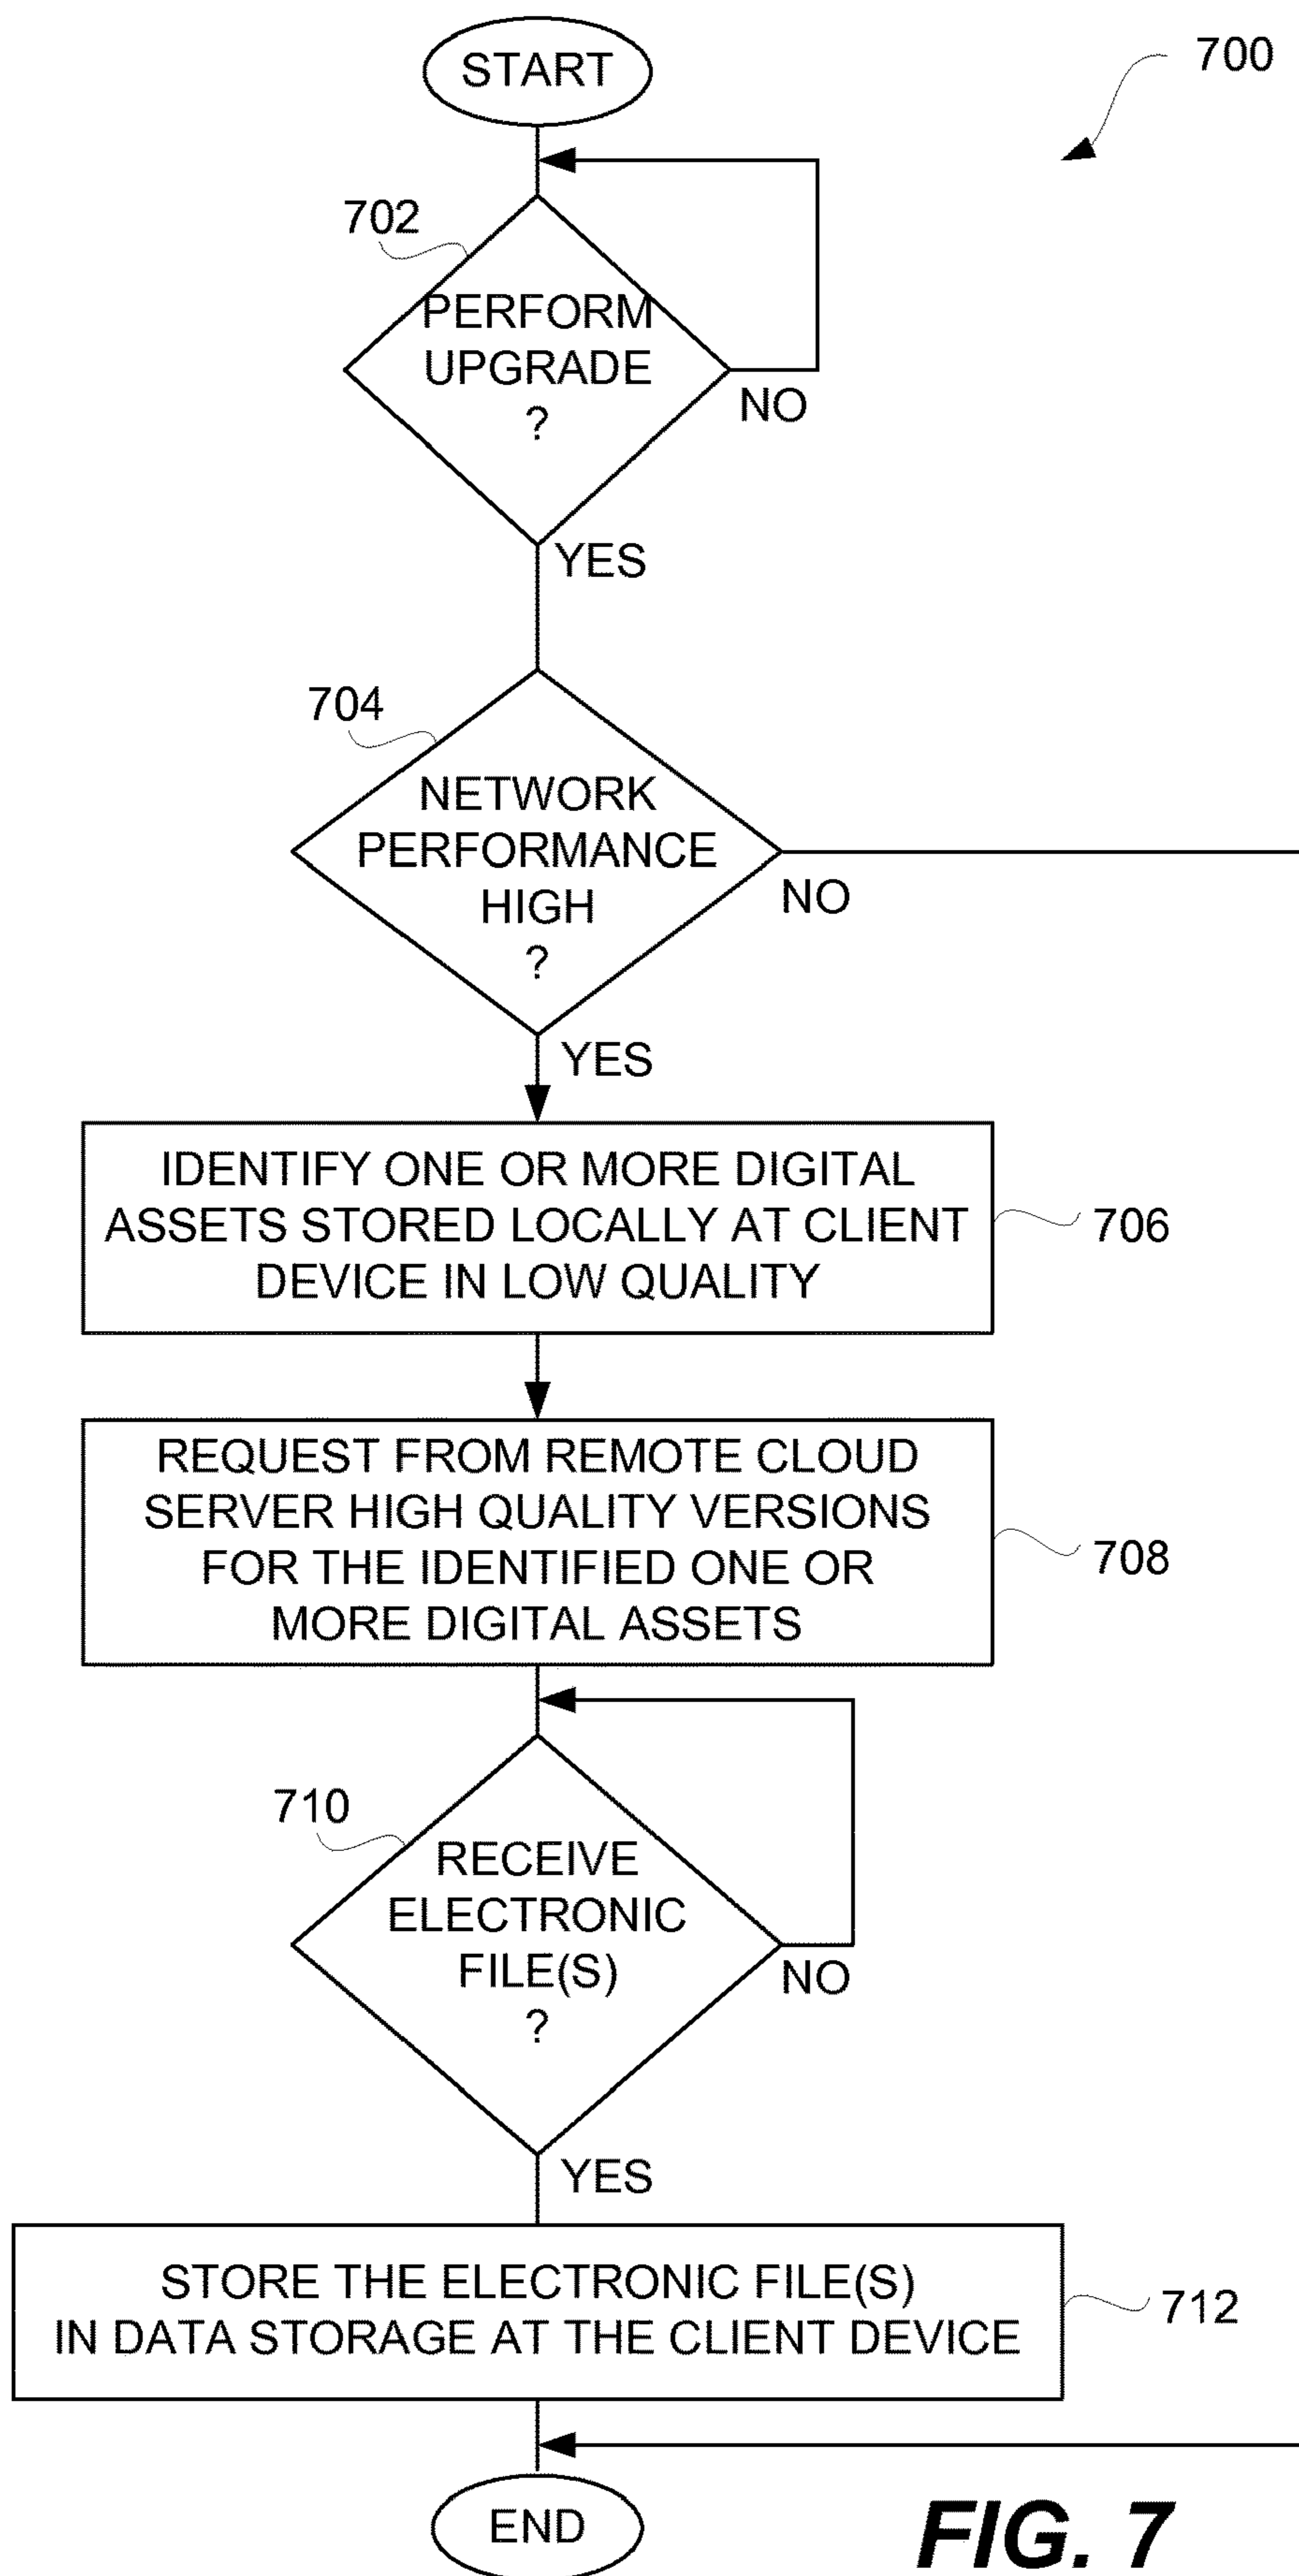 START
700
702
PERFORM
UPGRADE
?
NO
YES
704
NETWORK
PERFORMANCE
HIGH
?
NO
YES
IDENTIFY ONE OR MORE DIGITAL
ASSETS STORED LOCALLY AT CLIENT
DEVICE IN LOW QUALITY
706
REQUEST FROM REMOTE CLOUD
SERVER HIGH QUALITY VERSIONS
FOR THE IDENTIFIED ONE OR
MORE DIGITAL ASSETS
708
710
RECEIVE
ELECTRONIC
FILE(S)
?
NO
YES
STORE THE ELECTRONIC FILE(S)
IN DATA STORAGE AT THE CLIENT DEVICE
712
END
FIG. 7